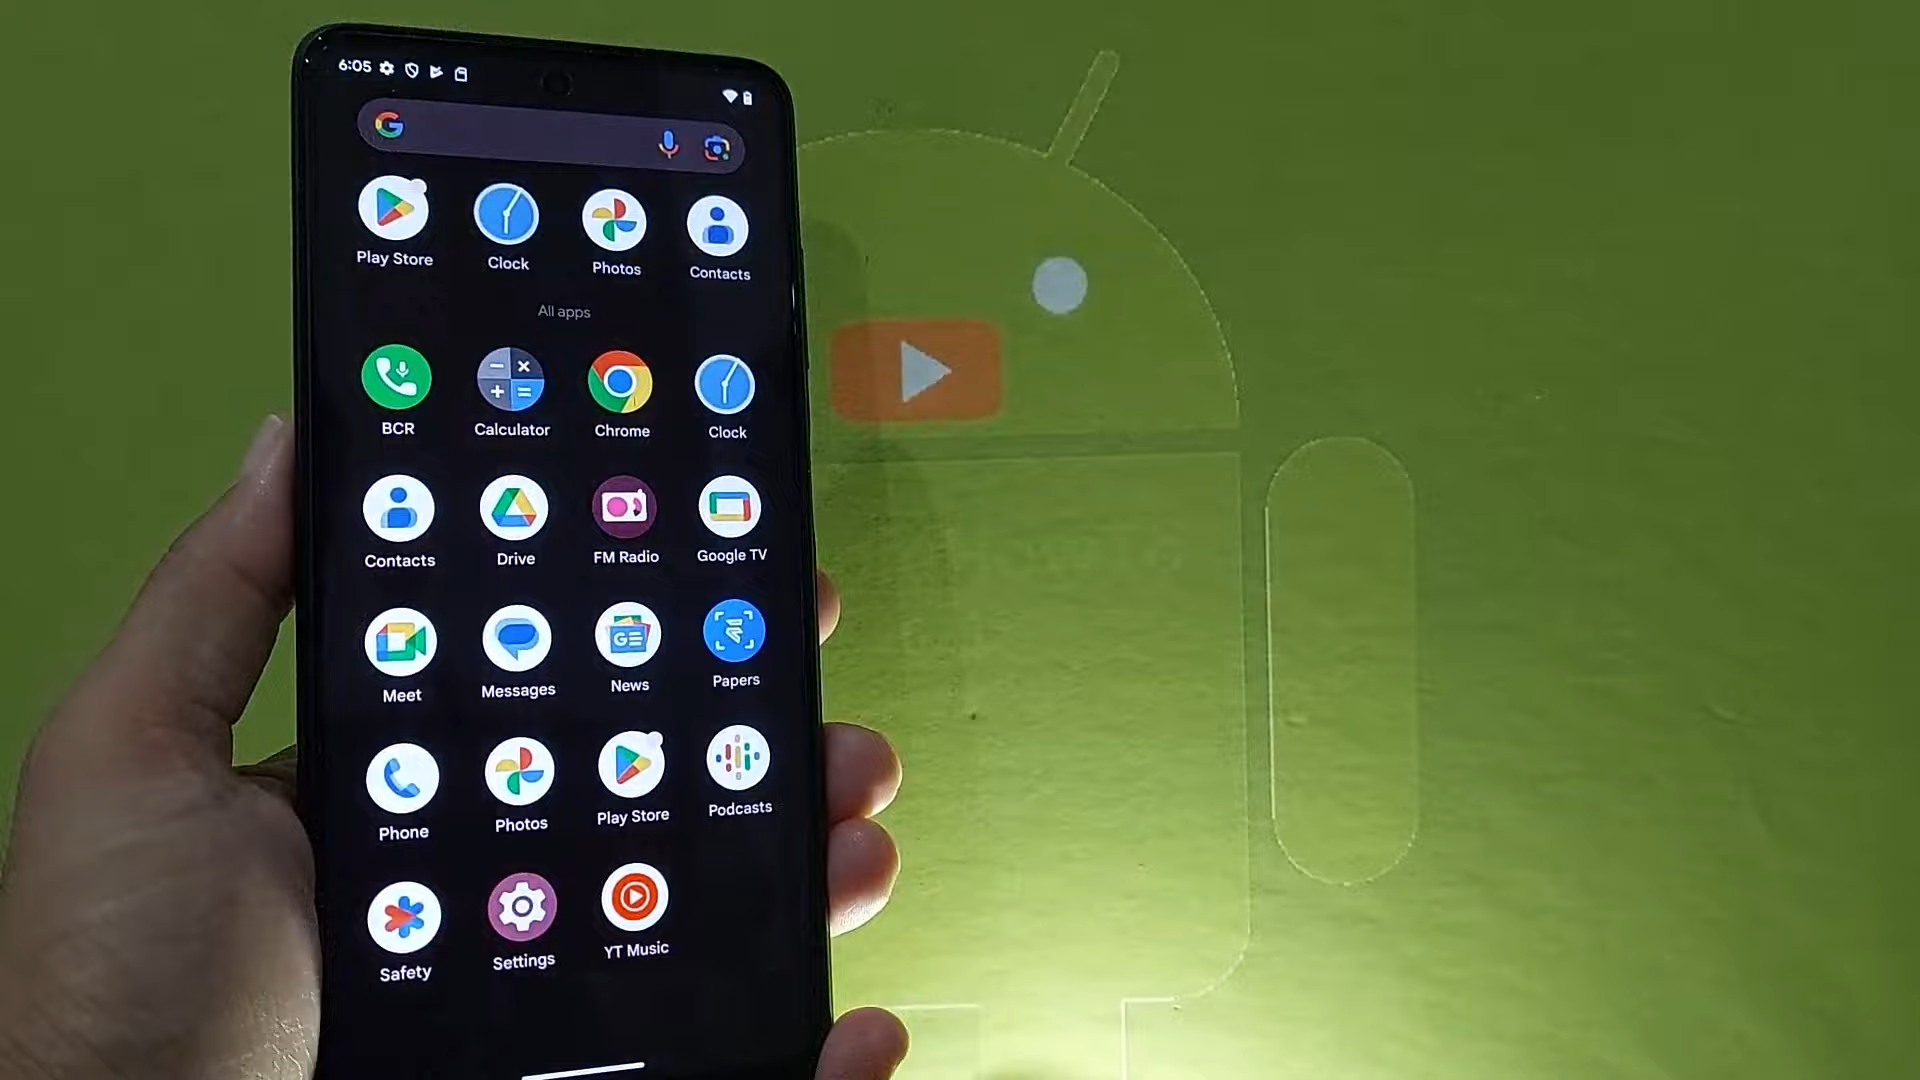 6:05
Play Store Clock Photos Contacts
All apps
BCR Calculator Chrome Clock
Contacts Drive FM Radio Google TV
Meet Messages News Papers
Phone Photos Play Store Podcasts
Safety Settings YT Music